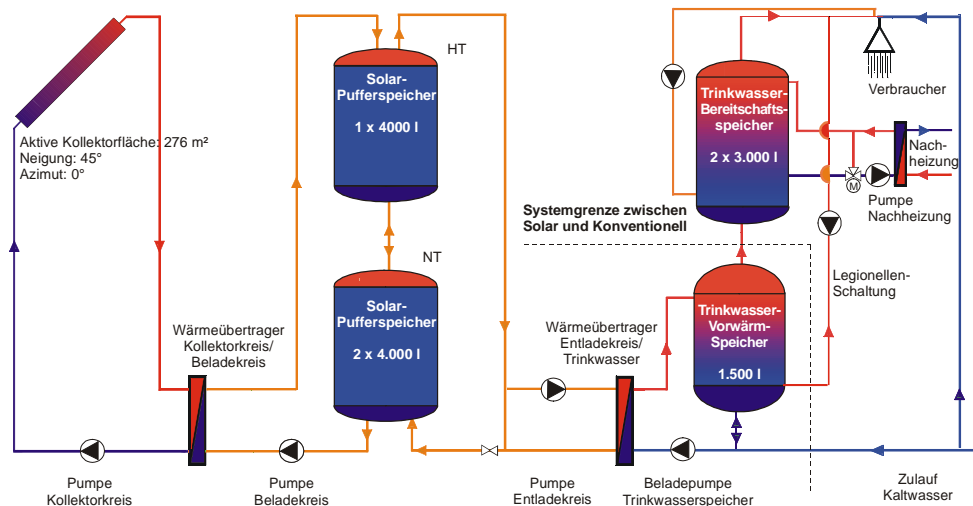 HT
Solar-
Pufferspeicher
1 x 4000 l
Aktive Kollektorfläche: 276 m²
Neigung: 45°
Azimut: 0°
NT
Solar-
Pufferspeicher
2 x 4.000 l
Wärmeübertrager
Kollektorkreis/
Beladekreis
Pumpe
Kollektorkreis
Pumpe
Beladekreis
Trinkwasser-
Bereitschafts-
speicher
2 x 3.000 l
Verbraucher
Nach-
heizung
M
Pumpe
Nachheizung
Systemgrenze zwischen
Solar und Konventionell
Legionellen-
Schaltung
Trinkwasser-
Vorwärm-
Speicher
1.500 l
Wärmeübertrager
Entladekreis/
Trinkwasser
Pumpe
Entladekreis
Beladepumpe
Trinkwasserspeicher
Zulauf
Kaltwasser